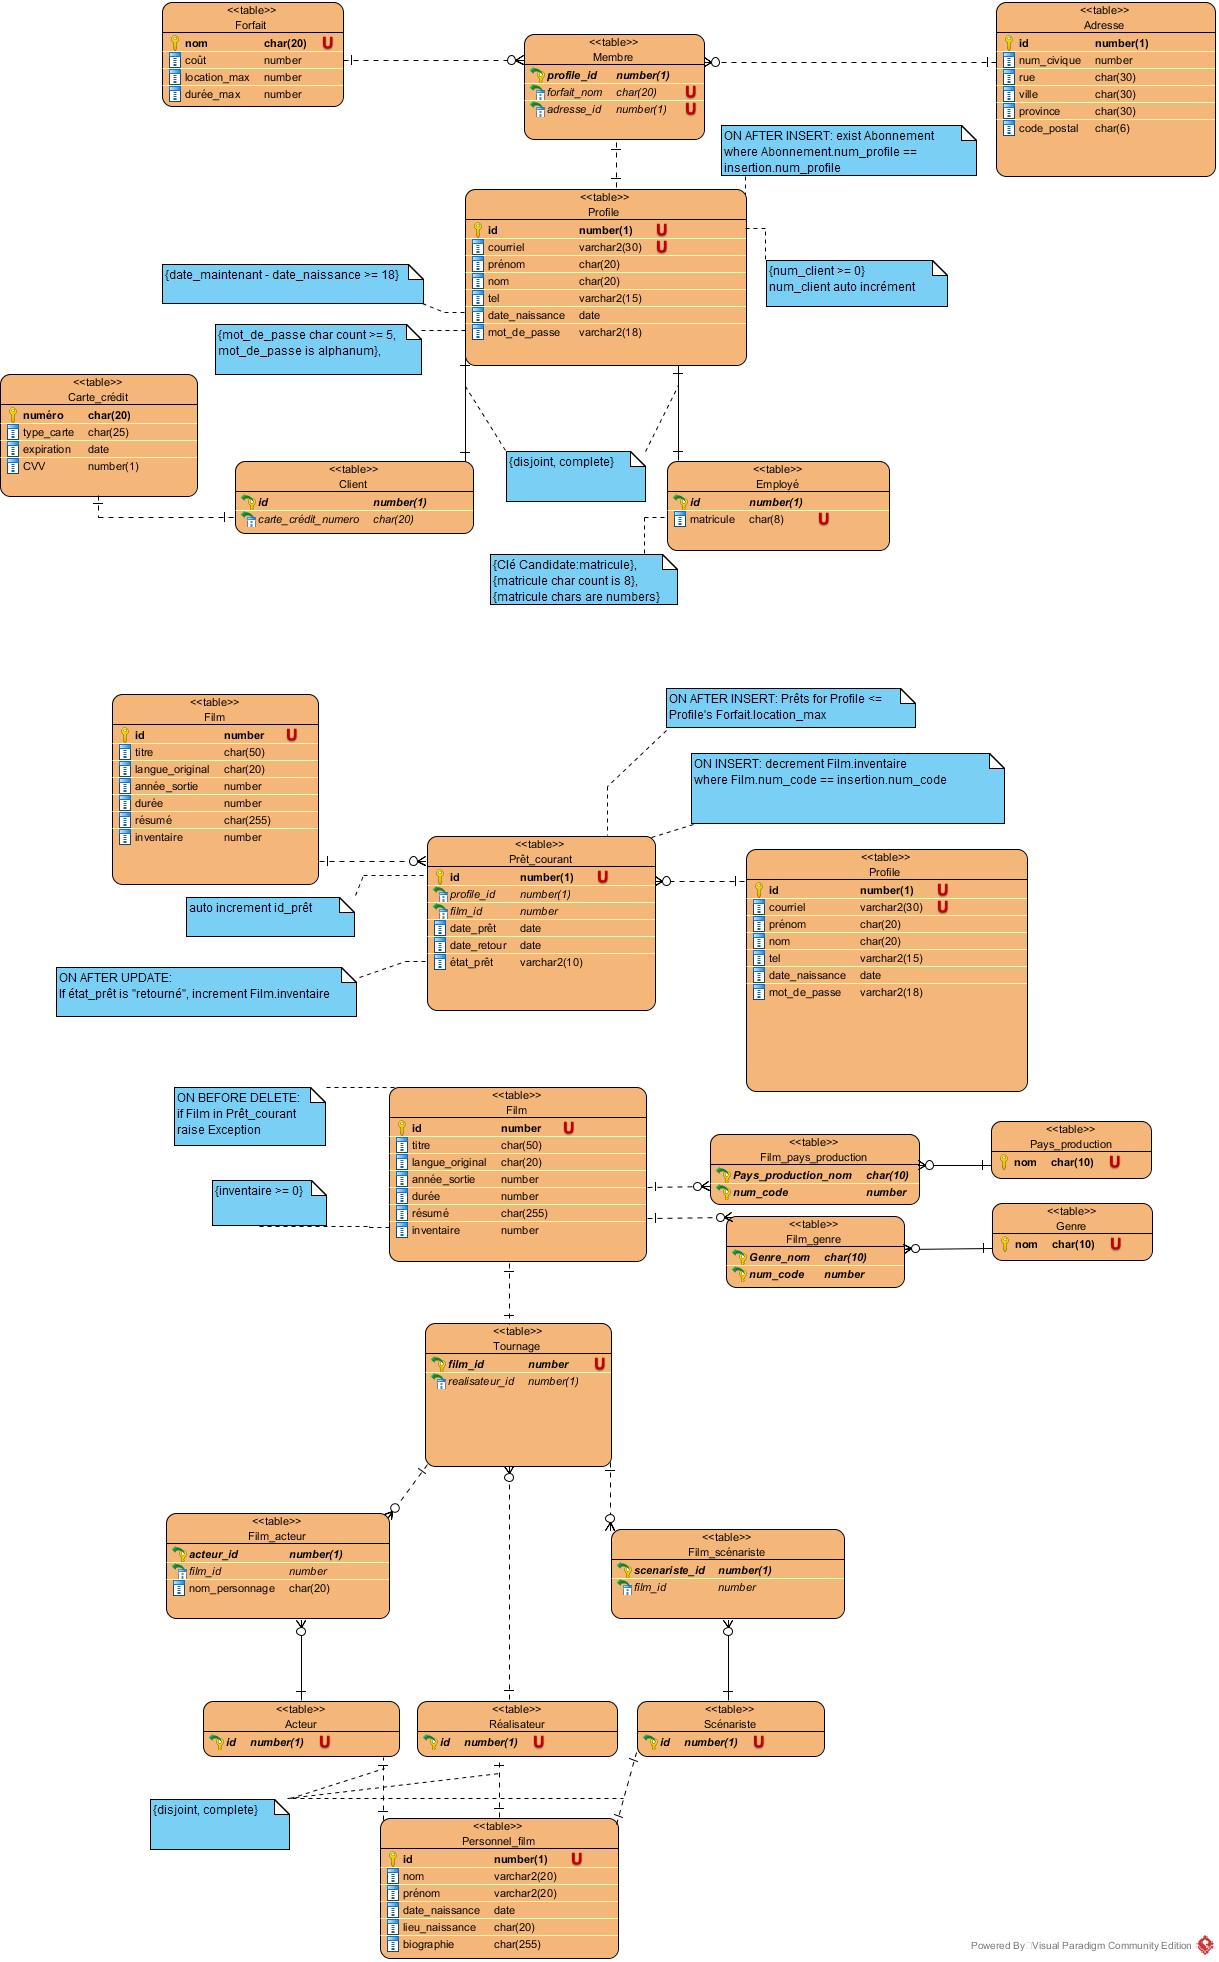 <<table>>
Forfait
nom char(20) U
coût number
location_max number
durée_max number
<<table>>
Membre
profile_id number(1)
forfait_nom char(20) U
adresse_id number(1) U
<<table>>
Adresse
id number(1)
num_civique number
rue char(30)
ville char(30)
province char(30)
code_postal char(6)
ON AFTER INSERT: exist Abonnement
where Abonnement.num_profile ==
insertion.num_profile
<<table>>
Profile
id number(1) U
courriel varchar2(30) U
prénom char(20)
nom char(20)
tel varchar2(15)
date_naissance date
mot_de_passe varchar2(18)
{date_maintenant - date_naissance >= 18}
{num_client >= 0}
num_client auto incrément
{mot_de_passe char count >= 5,
mot_de_passe is alphanum},
<<table>>
Carte_crédit
numéro char(20)
type_carte char(25)
expiration date
CVV number(1)
<<table>>
Client
id number(1)
carte_crédit_numero char(20)
{disjoint, complete}
<<table>>
Employé
id number(1)
matricule char(8) U
{Clé Candidate:matricule},
{matricule char count is 8},
{matricule chars are numbers}
<<table>>
Film
id number U
titre char(50)
langue_original char(20)
année_sortie number
durée number
résumé char(255)
inventaire number
ON AFTER INSERT: Prêts for Profile <=
Profile's Forfait.location_max
ON INSERT: decrement Film.inventaire
where Film.num_code == insertion.num_code
<<table>>
Prêt_courant
id number(1) U
profile_id number(1)
film_id number
date_prêt date
date_retour date
état_prêt varchar2(10)
<<table>>
Profile
id number(1) U
courriel varchar2(30) U
prénom char(20)
nom char(20)
tel varchar2(15)
date_naissance date
mot_de_passe varchar2(18)
auto increment id_prêt
ON AFTER UPDATE:
If état_prêt is "retourné", increment Film.inventaire
ON BEFORE DELETE:
if Film in Prêt_courant
raise Exception
<<table>>
Film
id number U
titre char(50)
langue_original char(20)
année_sortie number
durée number
résumé char(255)
inventaire number
{inventaire >= 0}
<<table>>
Film_pays_production
Pays_production_nom char(10)
num_code number
<<table>>
Pays_production
nom char(10) U
<<table>>
Film_genre
Genre_nom char(10)
num_code number
<<table>>
Genre
nom char(10) U
<<table>>
Tournage
film_id number U
realisateur_id number(1)
<<table>>
Film_acteur
acteur_id number(1)
film_id number
nom_personnage char(20)
<<table>>
Film_scénariste
scenariste_id number(1)
film_id number
<<table>>
Acteur
id number(1) U
<<table>>
Réalisateur
id number(1) U
<<table>>
Scénariste
id number(1) U
{disjoint, complete}
<<table>>
Personnel_film
id number(1) U
nom varchar2(20)
prénom varchar2(20)
date_naissance date
lieu_naissance char(20)
biographie char(255)
Powered By Visual Paradigm Community Edition